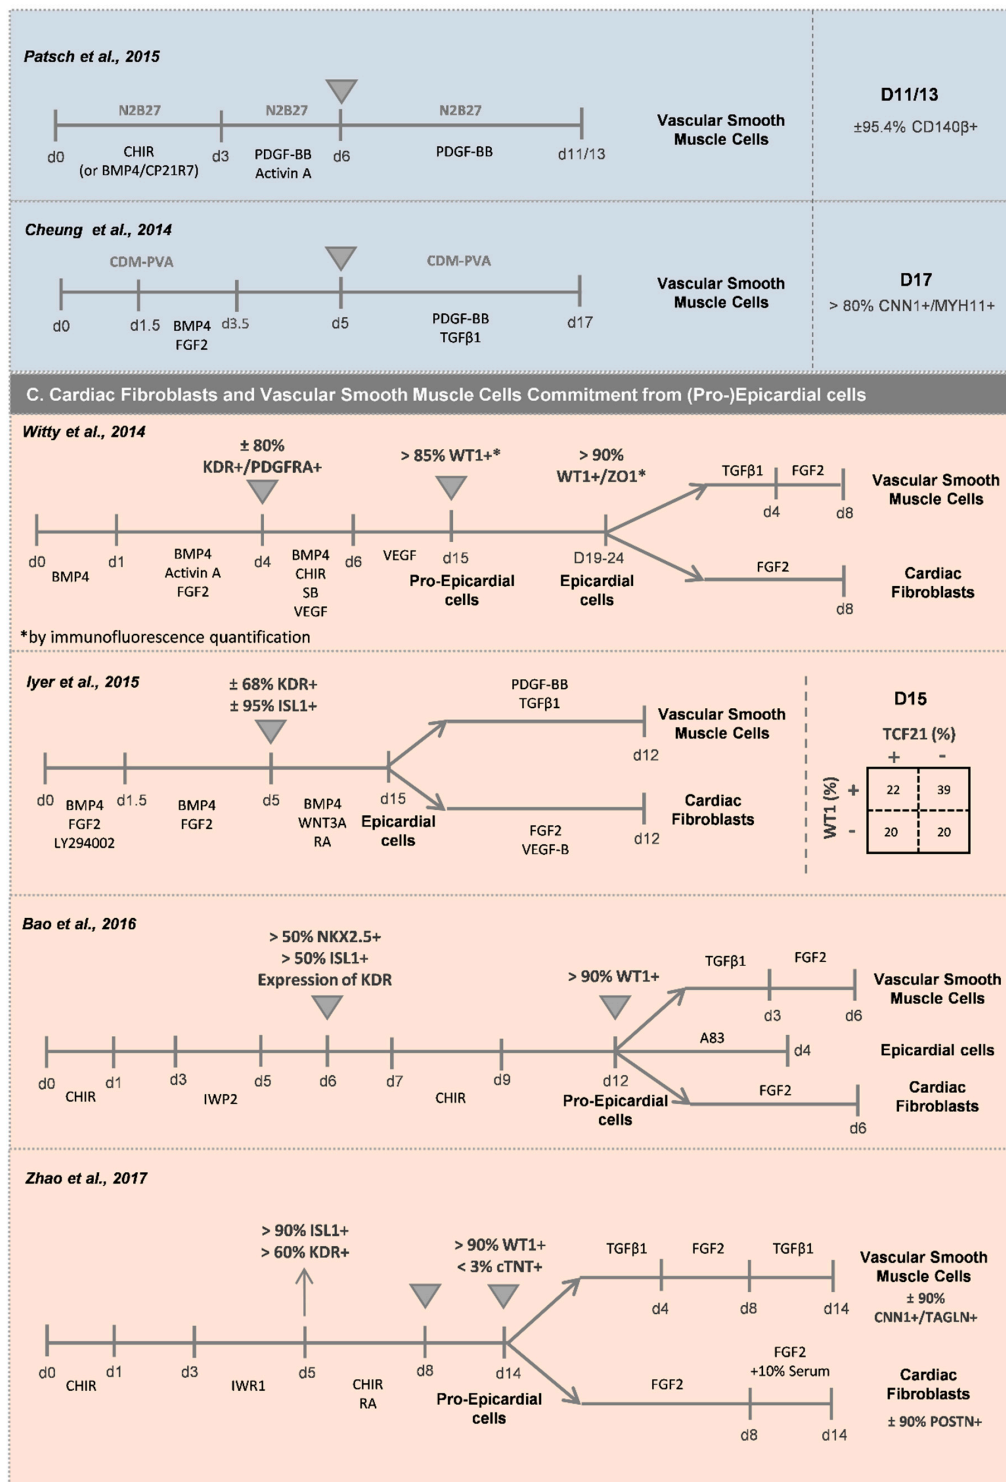 Patsch et al., 2015
N2B27 N2B27 N2B27
d0 d3 d6 d11/13
CHIR
(or BMP4/CP21R7)
PDGF-BB
Activin A
PDGF-BB
Vascular Smooth
Muscle Cells
D11/13
±95.4% CD140β+
Cheung et al., 2014
CDM-PVA CDM-PVA
d0 d1.5 d3.5 d5 d17
BMP4
FGF2
PDGF-BB
TGFβ1
Vascular Smooth
Muscle Cells
D17
> 80% CNN1+/MYH11+
C. Cardiac Fibroblasts and Vascular Smooth Muscle Cells Commitment from (Pro-)Epicardial cells
Witty et al., 2014
± 80%
KDR+/PDGFRA+
> 85% WT1+*
> 90%
WT1+/ZO1*
d0 d1 d4 d6 d15 D19-24
BMP4
BMP4
Activin A
FGF2
BMP4
CHIR
SB
VEGF
VEGF
Pro-Epicardial
cells
Epicardial
cells
TGFβ1 FGF2
d4 d8
Vascular Smooth
Muscle Cells
FGF2
d8
Cardiac
Fibroblasts
*by immunofluorescence quantification
Iyer et al., 2015
± 68% KDR+
± 95% ISL1+
d0 d1.5 d5 d15
BMP4
FGF2
LY294002
BMP4
FGF2
BMP4
WNT3A
RA
Epicardial
cells
PDGF-BB
TGFβ1
d12
Vascular Smooth
Muscle Cells
FGF2
VEGF-B
d12
Cardiac
Fibroblasts
D15
TCF21 (%)
+ -
WT1 (%)
+ 22 39
- 20 20
Bao et al., 2016
> 50% NKX2.5+
> 50% ISL1+
Expression of KDR
> 90% WT1+
d0 d1 d3 d5 d6 d7 d9 d12
CHIR IWP2 CHIR
Pro-Epicardial
cells
TGFβ1 FGF2
d3 d6
Vascular Smooth
Muscle Cells
A83
d4
Epicardial cells
FGF2
d6
Cardiac
Fibroblasts
Zhao et al., 2017
> 90% ISL1+
> 60% KDR+
> 90% WT1+
< 3% cTNT+
d0 d1 d3 d5 d8 d14
CHIR IWR1
CHIR
RA
Pro-Epicardial
cells
TGFβ1 FGF2 TGFβ1
d4 d8 d14
Vascular Smooth
Muscle Cells
± 90%
CNN1+/TAGLN+
FGF2
FGF2
+10% Serum
d8 d14
Cardiac
Fibroblasts
± 90% POSTN+